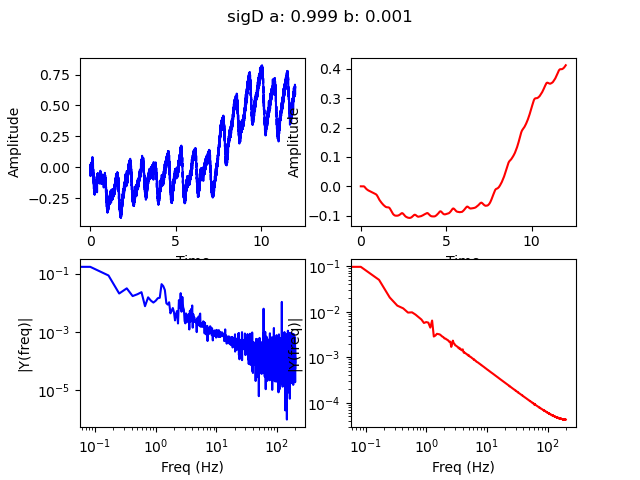 sigD a: 0.999 b: 0.001
Amplitude
0.75
0.50
0.25
0.00
−0.25
0 5 10
Amplitude
0.4
0.3
0.2
0.1
0.0
−0.1
0 5 10
|Y(freq)|
10⁻¹
10⁻³
10⁻⁵
10⁻¹ 10⁰ 10¹ 10²
Freq (Hz)
|Y(freq)|
10⁻¹
10⁻²
10⁻³
10⁻⁴
10⁻¹ 10⁰ 10¹ 10²
Freq (Hz)